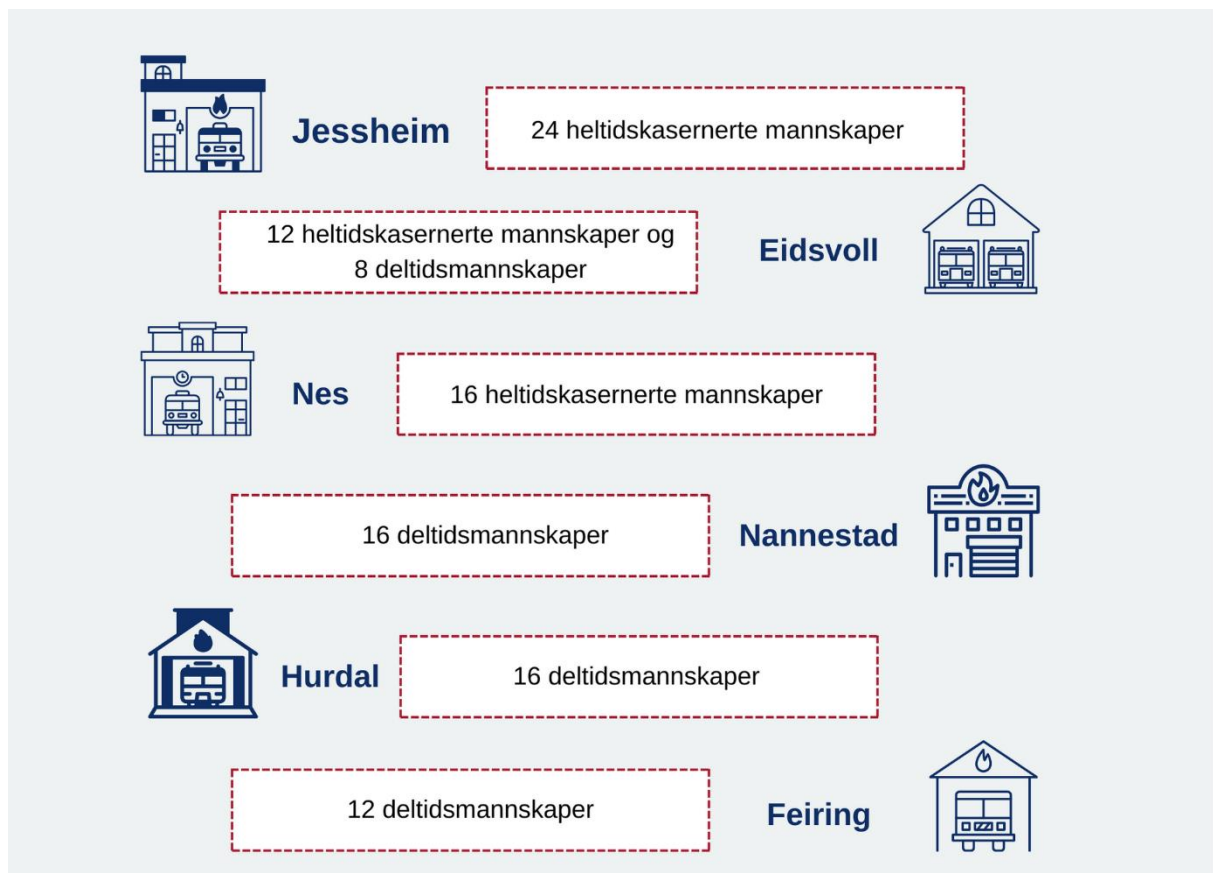 Jessheim
24 heltidskasernerte mannskaper
12 heltidskasernerte mannskaper og
8 deltidsmannskaper
Eidsvoll
Nes
16 heltidskasernerte mannskaper
16 deltidsmannskaper
Nannestad
Hurdal
16 deltidsmannskaper
12 deltidsmannskaper
Feiring